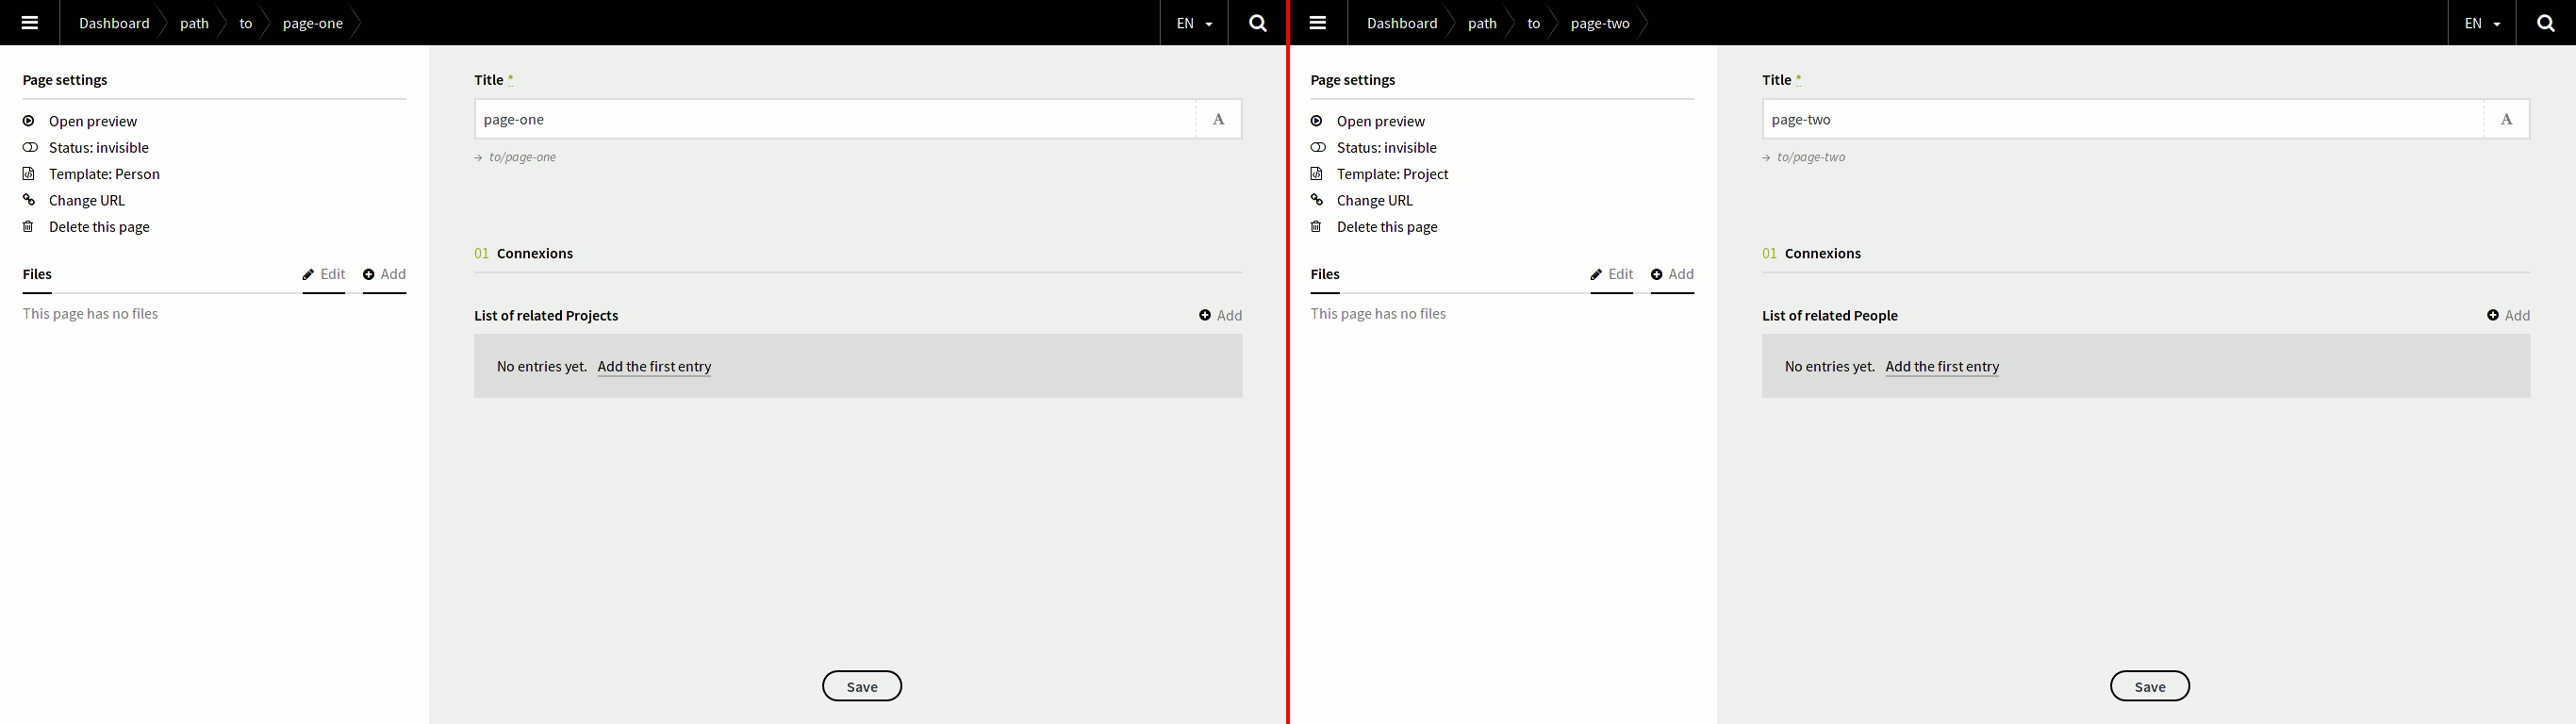 Dashboard path to page-one EN
Page settings
Open preview
Status: invisible
Template: Person
Change URL
Delete this page
Files Edit Add
This page has no files
Title *
page-one A
→ to/page-one
01 Connexions
List of related Projects Add
No entries yet. Add the first entry
Save
Dashboard path to page-two EN
Page settings
Open preview
Status: invisible
Template: Project
Change URL
Delete this page
Files Edit Add
This page has no files
Title *
page-two A
→ to/page-two
01 Connexions
List of related People Add
No entries yet. Add the first entry
Save